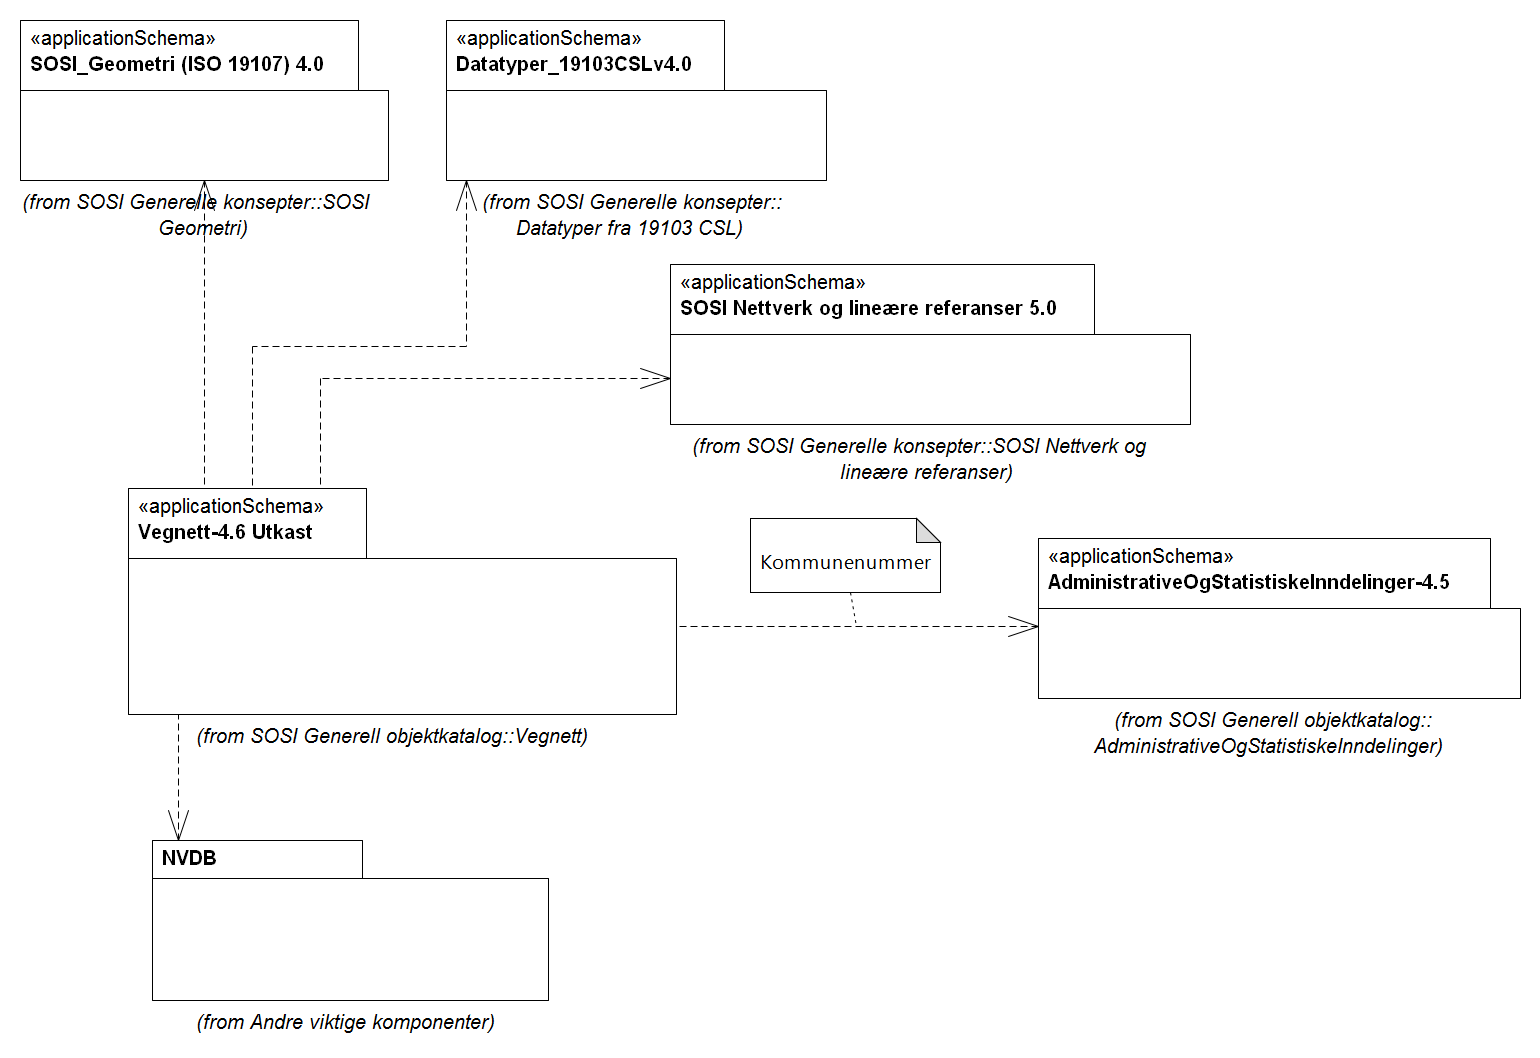 «applicationSchema»
SOSI_Geometri (ISO 19107) 4.0
(from SOSI Generelle konsepter::SOSI
Geometri)
«applicationSchema»
Datatyper_19103CSLv4.0
(from SOSI Generelle konsepter::
Datatyper fra 19103 CSL)
«applicationSchema»
SOSI Nettverk og lineære referanser 5.0
(from SOSI Generelle konsepter::SOSI Nettverk og
lineære referanser)
«applicationSchema»
Vegnett-4.6 Utkast
(from SOSI Generell objektkatalog::Vegnett)
Kommunenummer
«applicationSchema»
AdministrativeOgStatistiskeInndelinger-4.5
(from SOSI Generell objektkatalog::
AdministrativeOgStatistiskeInndelinger)
NVDB
(from Andre viktige komponenter)